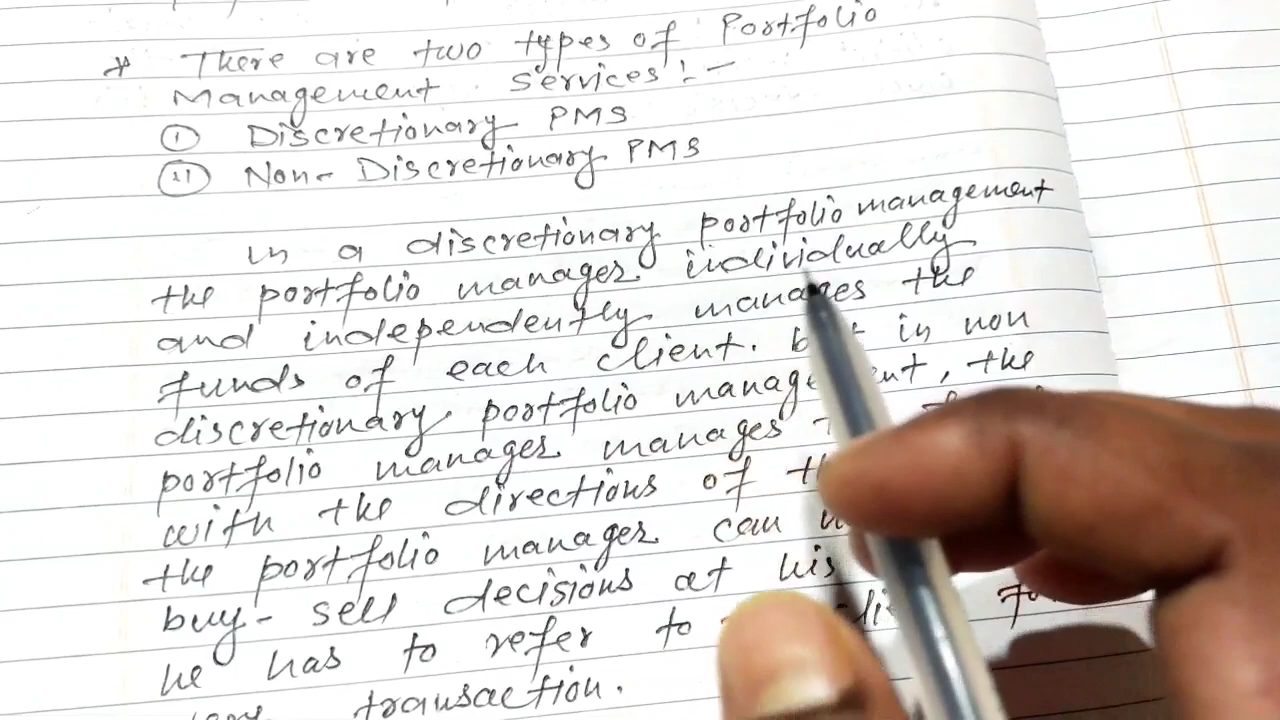 * There are two types of Portfolio
Management Services:-
(i) Discretionary PMS
(ii) Non-Discretionary PMS
In a discretionary portfolio management
the portfolio manager individually
and independently manages the
funds of each client. but in non
discretionary portfolio management, the
portfolio manager manages
with the directions of
the portfolio manager can
buy-sell decisions at his
he has to refer to
transaction.